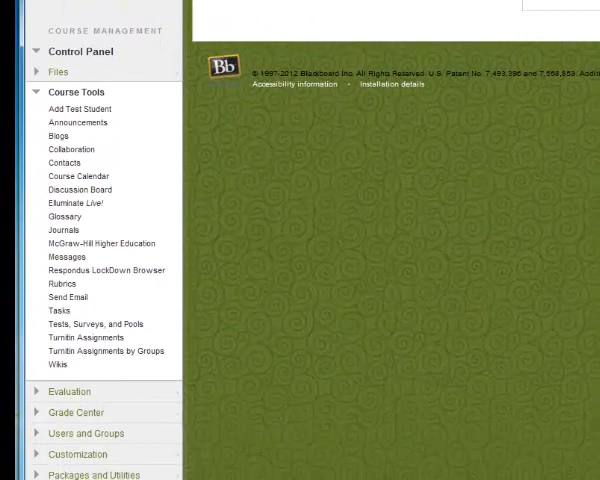 COURSE MANAGEMENT
Control Panel
Files
Course Tools
Add Test Student
Announcements
Blogs
Collaboration
Contacts
Course Calendar
Discussion Board
Elluminate Live!
Glossary
Journals
McGraw-Hill Higher Education
Messages
Respondus LockDown Browser
Rubrics
Send Email
Tasks
Tests, Surveys, and Pools
Turnitin Assignments
Turnitin Assignments by Groups
Wikis
Evaluation
Grade Center
Users and Groups
Customization
Packages and Utilities
Bb
© 1997-2012 Blackboard Inc. All Rights Reserved. U.S. Patent No. 7,493,396 and 7,558,853. Additi
Accessibility information - Installation details